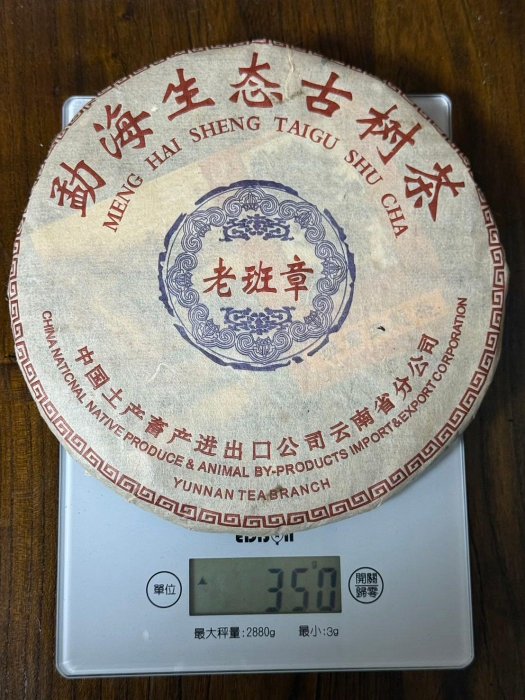 勐海生态古树茶
MENG HAI SHENG TAIGU SHU CHA
老班章
中国土产畜产进出口公司云南省分公司
CHINA NATIONAL NATIVE PRODUCE & ANIMAL BY-PRODUCTS IMPORT & EXPORT CORPORATION
YUNNAN TEA BRANCH
EDISON
單位
350
開關
歸零
最大秤量:2880g 最小:3g